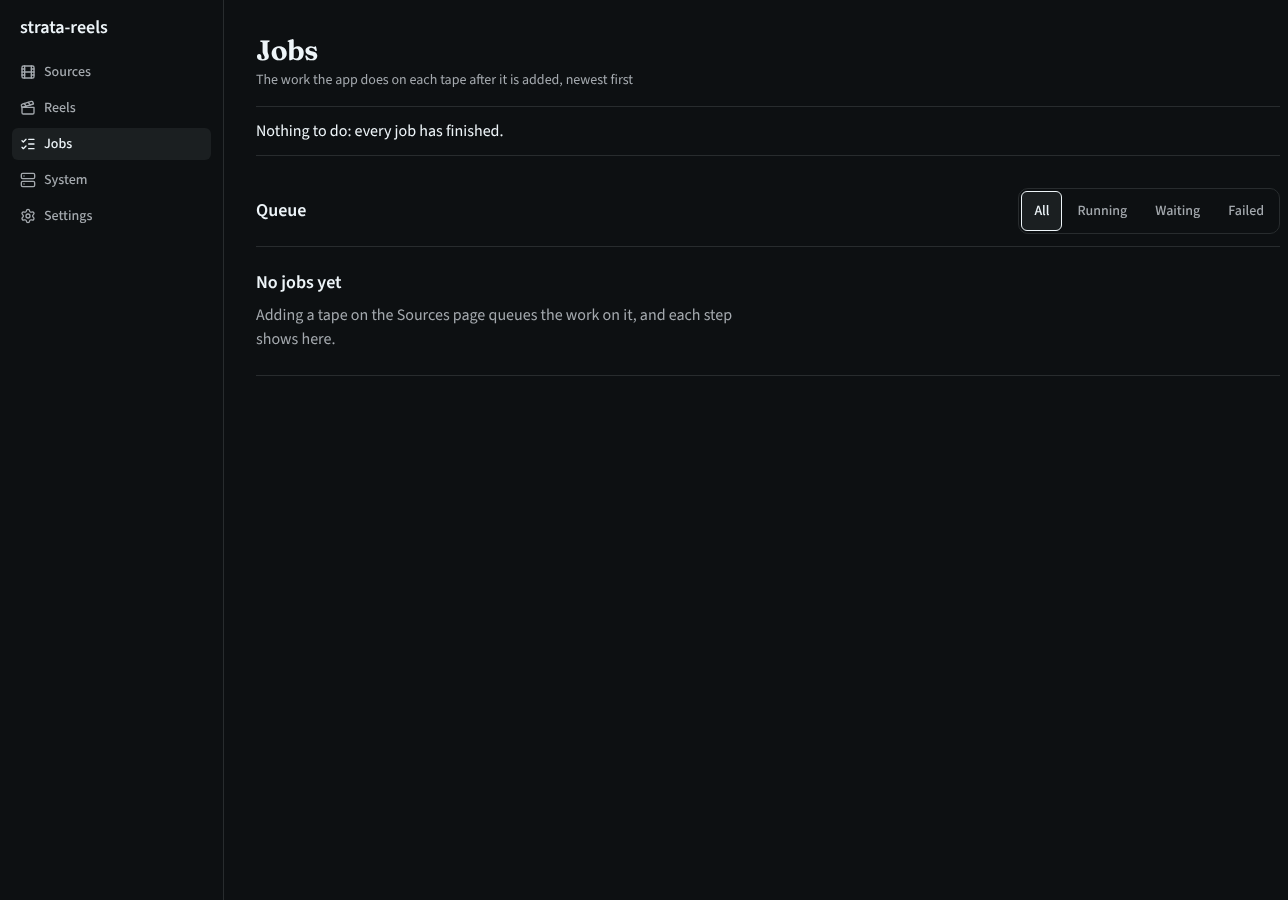 strata-reels
Sources
Reels
Jobs
System
Settings
Jobs
The work the app does on each tape after it is added, newest first
Nothing to do: every job has finished.
Queue
All
Running
Waiting
Failed
No jobs yet
Adding a tape on the Sources page queues the work on it, and each step
shows here.